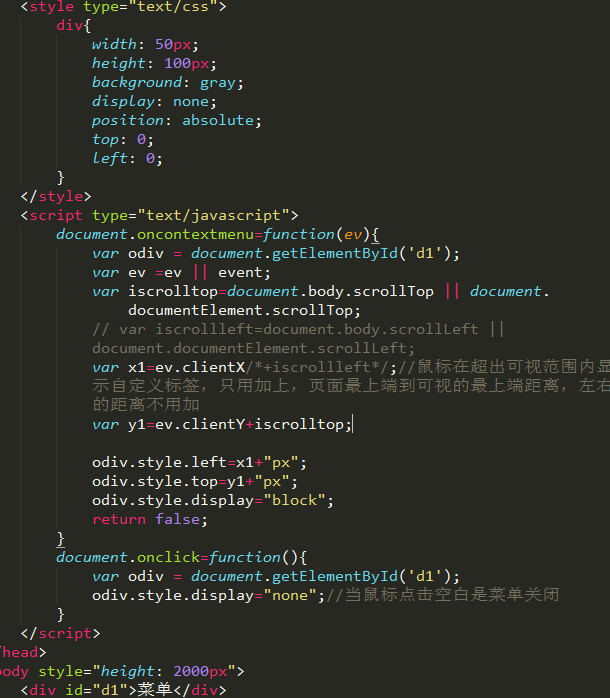 <style type="text/css">
div{
width: 50px;
height: 100px;
background: gray;
display: none;
position: absolute;
top: 0;
left: 0;
}
</style>
<script type="text/javascript">
document.oncontextmenu=function(ev){
var odiv = document.getElementById('d1');
var ev =ev || event;
var iscrolltop=document.body.scrollTop || document.
documentElement.scrollTop;
// var iscrollleft=document.body.scrollLeft ||
document.documentElement.scrollLeft;
var x1=ev.clientX/*+iscrollleft*/;//鼠标在超出可视范围内显
示自定义标签，只用加上，页面最上端到可视的最上端距离，左右
的距离不用加
var y1=ev.clientY+iscrolltop;
odiv.style.left=x1+"px";
odiv.style.top=y1+"px";
odiv.style.display="block";
return false;
}
document.onclick=function(){
var odiv = document.getElementById('d1');
odiv.style.display="none";//当鼠标点击空白是菜单关闭
}
</script>
/head>
body style="height: 2000px">
<div id="d1">菜单</div>